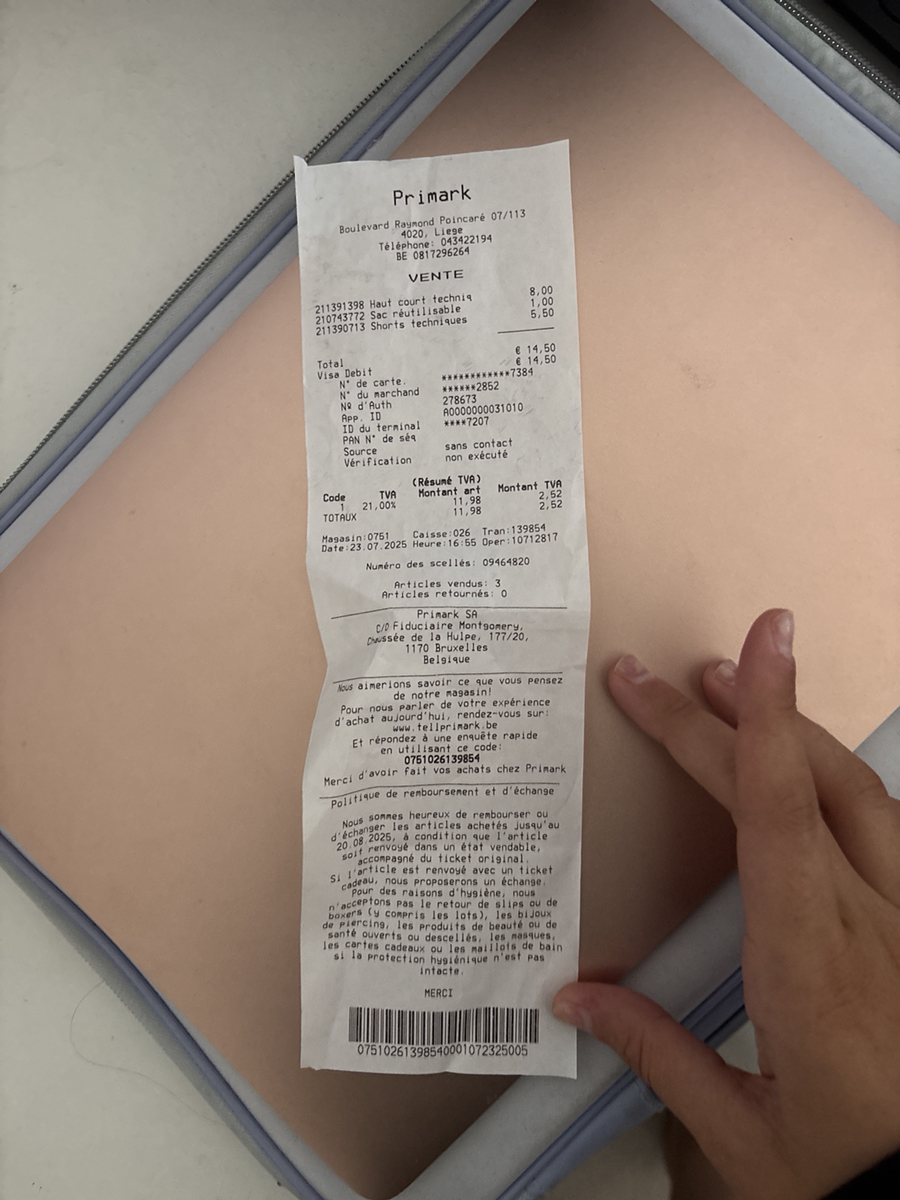 Primark
Boulevard Raymond Poincaré 07/113
4020, Liege
Téléphone: 043422194
BE 0817296264
VENTE
211391398 Haut court techniq 8,00
210743772 Sac réutilisable 1,00
211390713 Shorts techniques 5,50
Total € 14,50
Visa Debit € 14,50
N° de carte ************7384
N° du marchand ******2852
Nº d'Auth 278673
App. ID A0000000031010
ID du terminal ****7207
PAN N° de séq
Source sans contact
Vérification non exécuté
(Résumé TVA)
Code TVA Montant art Montant TVA
1 21,00% 11,98 2,52
TOTAUX 11,98 2,52
Magasin:0751 Caisse:026 Tran:139854
Date:23.07.2025 Heure:16:55 Oper:10712817
Numéro des scellés: 09464820
Articles vendus: 3
Articles retournés: 0
Primark SA
C/O Fiduciaire Montgomery,
Chaussée de la Hulpe, 177/20,
1170 Bruxelles
Belgique
Nous aimerions savoir ce que vous pensez
de notre magasin!
Pour nous parler de votre expérience
d'achat aujourd'hui, rendez-vous sur:
www.tellprimark.be
Et répondez à une enquête rapide
en utilisant ce code:
0751026139854
Merci d'avoir fait vos achats chez Primark
Politique de remboursement et d'échange
Nous sommes heureux de rembourser ou
d'échanger les articles achetés jusqu'au
20.08.2025, à condition que l'article
soit renvoyé dans un état vendable,
accompagné du ticket original.
Si l'article est renvoyé avec un ticket
cadeau, nous proposerons un échange.
Pour des raisons d'hygiène, nous
n'acceptons pas le retour de slips ou de
boxers (y compris les lots), les bijoux
de piercing, les produits de beauté ou de
santé ouverts ou descellés, les masques,
les cartes cadeaux ou les maillots de bain
si la protection hygiénique n'est pas
intacte.
MERCI
07510261398540001072325005